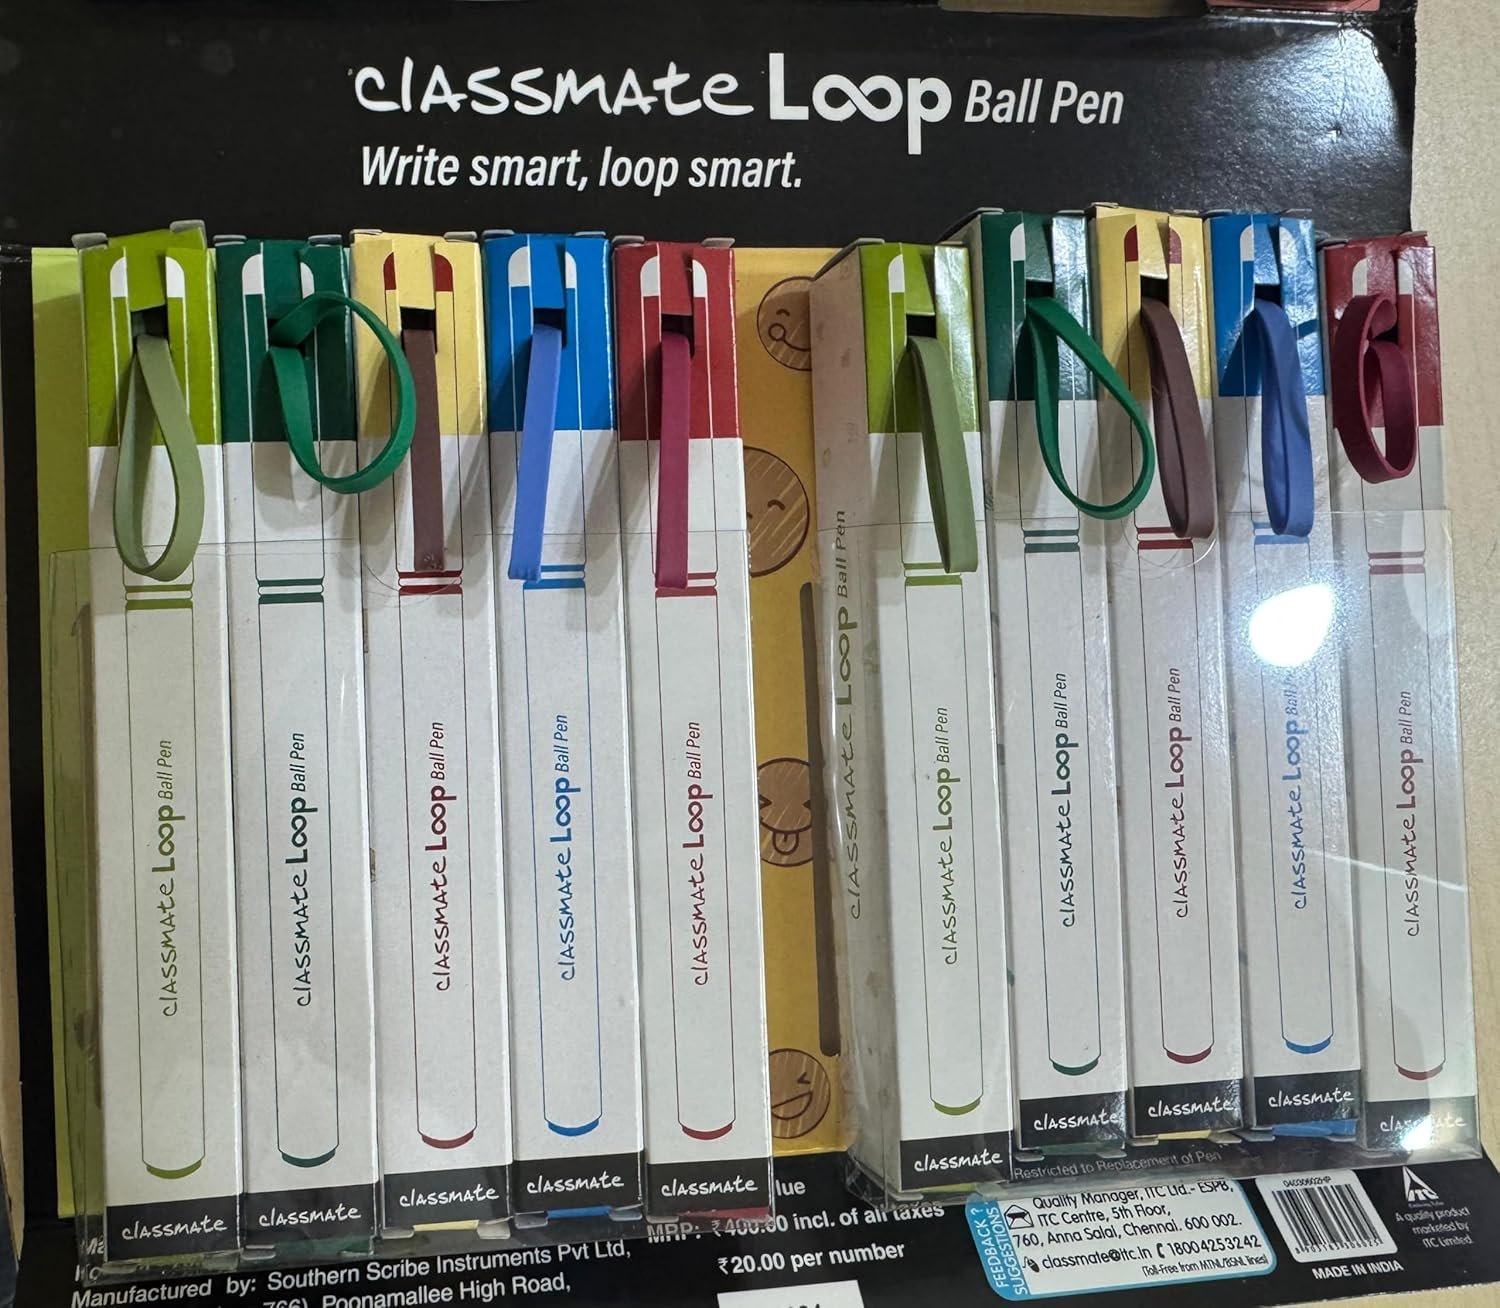 classmate Loop Ball Pen
Write smart, loop smart.
classmate Loop Ball Pen
classmate Loop Ball Pen
classmate Loop Ball Pen
classmate Loop Ball Pen
classmate Loop Ball Pen
classmate Loop Ball Pen
classmate Loop Ball Pen
classmate Loop Ball Pen
classmate Loop Ball Pen
classmate Loop Ball
classmate Loop Ball Pen
classmate
classmate
classmate
classmate
classmate
classmate
classmate
classmate
classmate
classmate
Restricted to Replacement of Pen
MRP: ₹400.00 incl. of all taxes
₹20.00 per number
Manufactured by: Southern Scribe Instruments Pvt Ltd,
Poonamallee High Road,
FEEDBACK ?
SUGGESTIONS
Quality Manager, ITC Ltd.- ESPB,
ITC Centre, 5th Floor,
760, Anna Salai, Chennai. 600 002.
classmate@itc.in 18004253242
(Toll-Free from MTNL/BSNL lines)
MADE IN INDIA
ITC
A quality product
marketed by
ITC Limited.